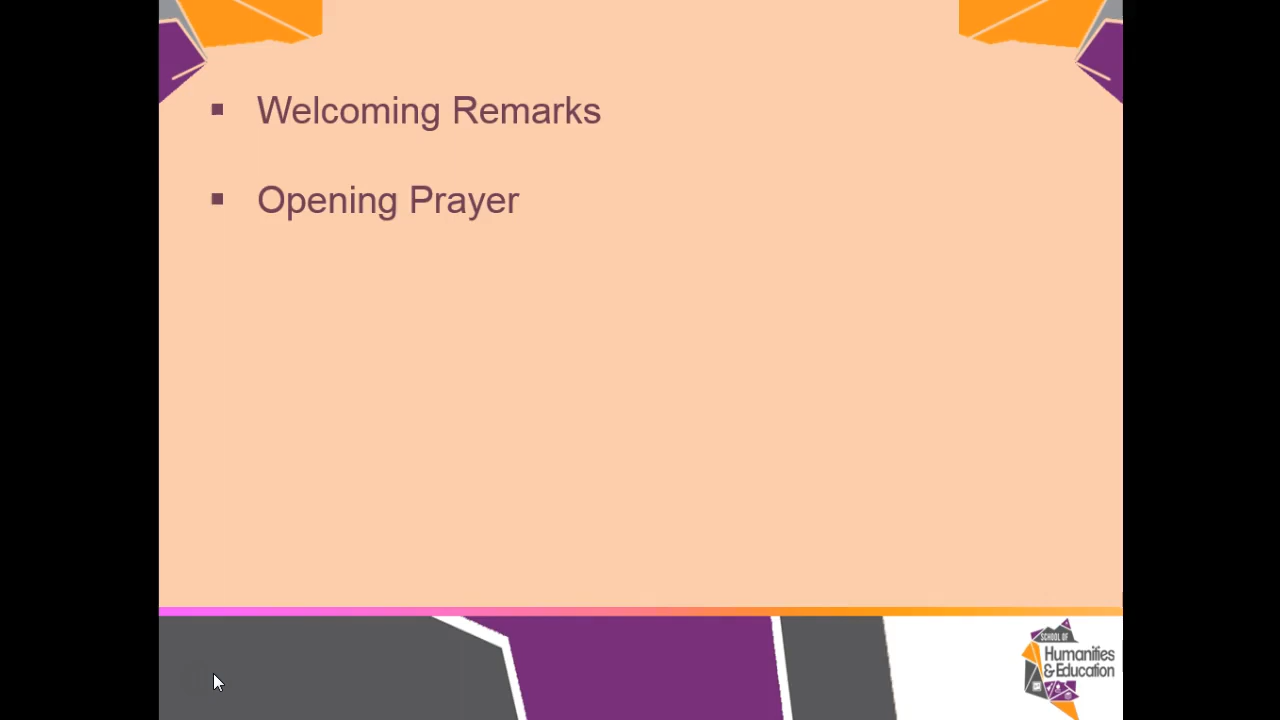 Welcoming Remarks
Opening Prayer
SCHOOL OF
Humanities
& Education